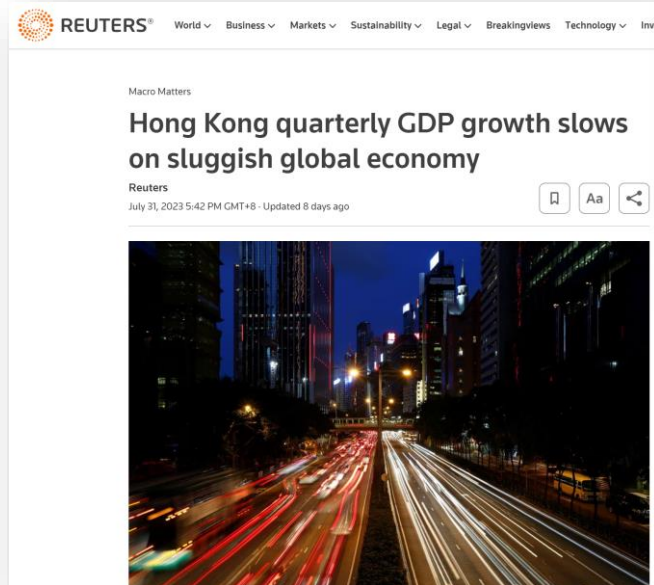 REUTERS®
World Business Markets Sustainability Legal Breakingviews Technology Inv
Macro Matters
Hong Kong quarterly GDP growth slows
on sluggish global economy
Reuters
July 31, 2023 5:42 PM GMT+8 · Updated 8 days ago
Aa